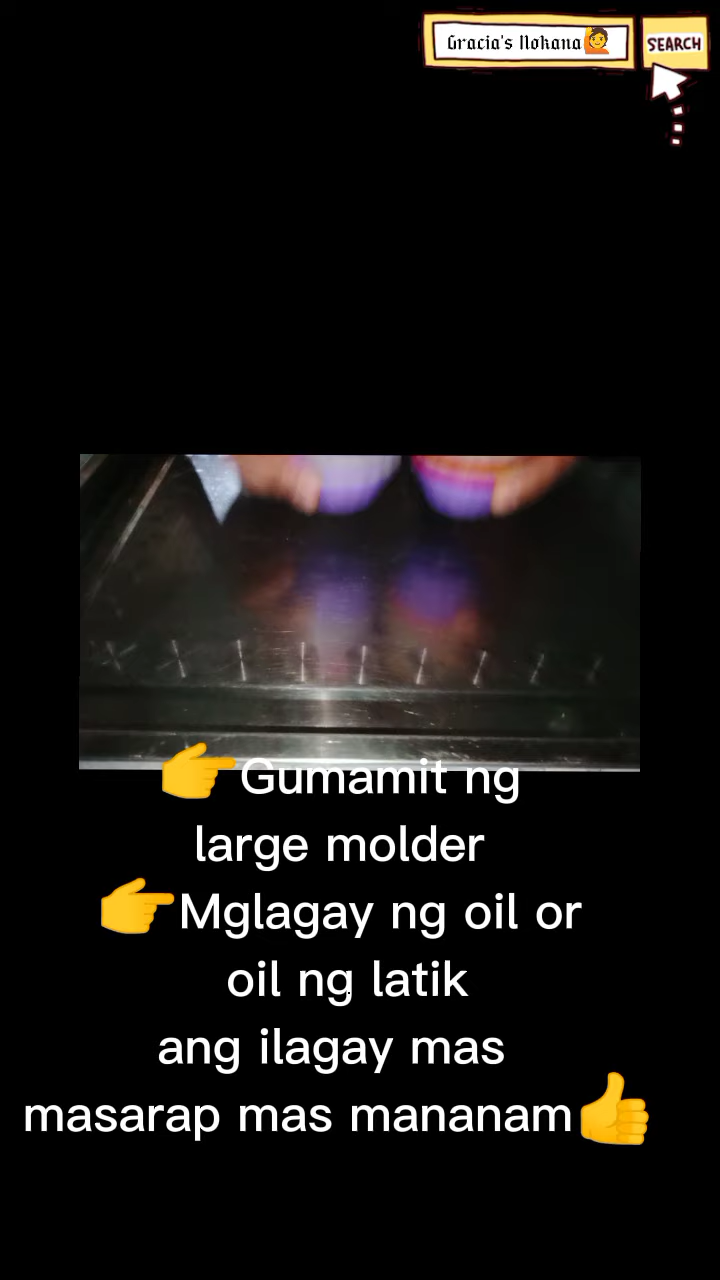 Gracia's Ilokana🙋
SEARCH
👉Gumamit ng
large molder
👉Mglagay ng oil or
oil ng latik
ang ilagay mas
masarap mas mananam👍